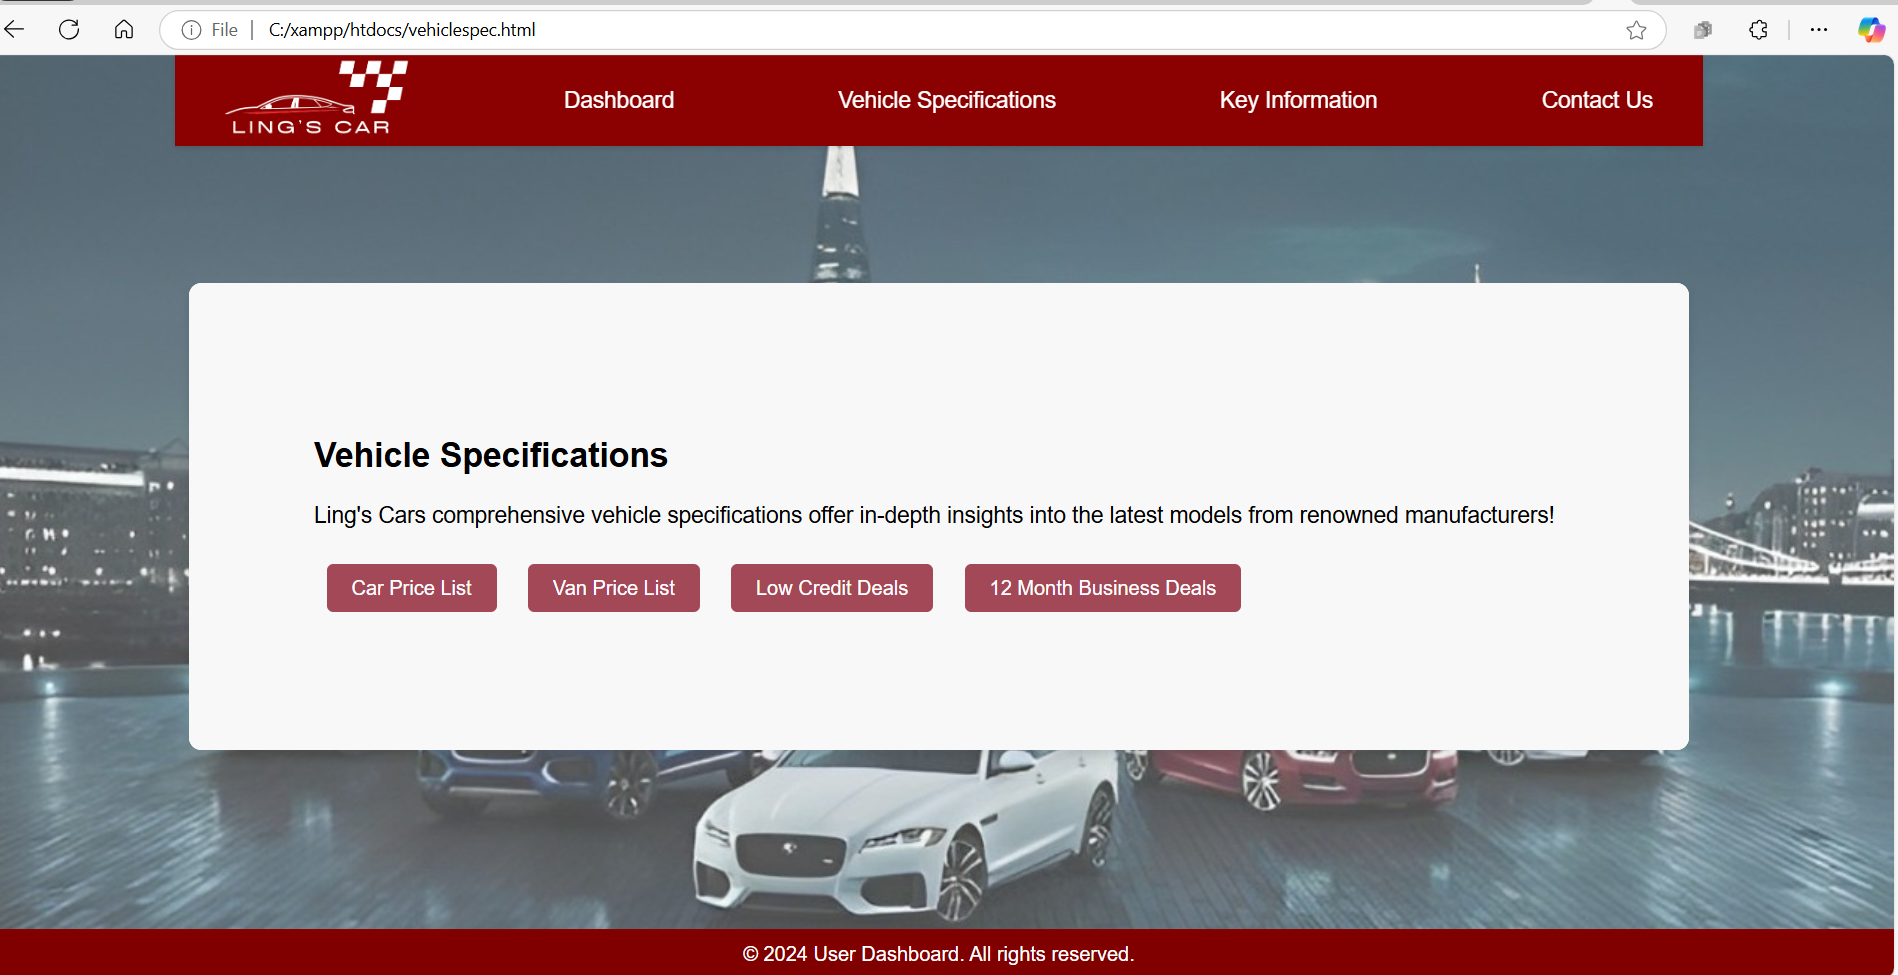 File
C:/xampp/htdocs/vehiclespec.html
LING'S CAR
Dashboard
Vehicle Specifications
Key Information
Contact Us
Vehicle Specifications
Ling's Cars comprehensive vehicle specifications offer in-depth insights into the latest models from renowned manufacturers!
Car Price List
Van Price List
Low Credit Deals
12 Month Business Deals
© 2024 User Dashboard. All rights reserved.